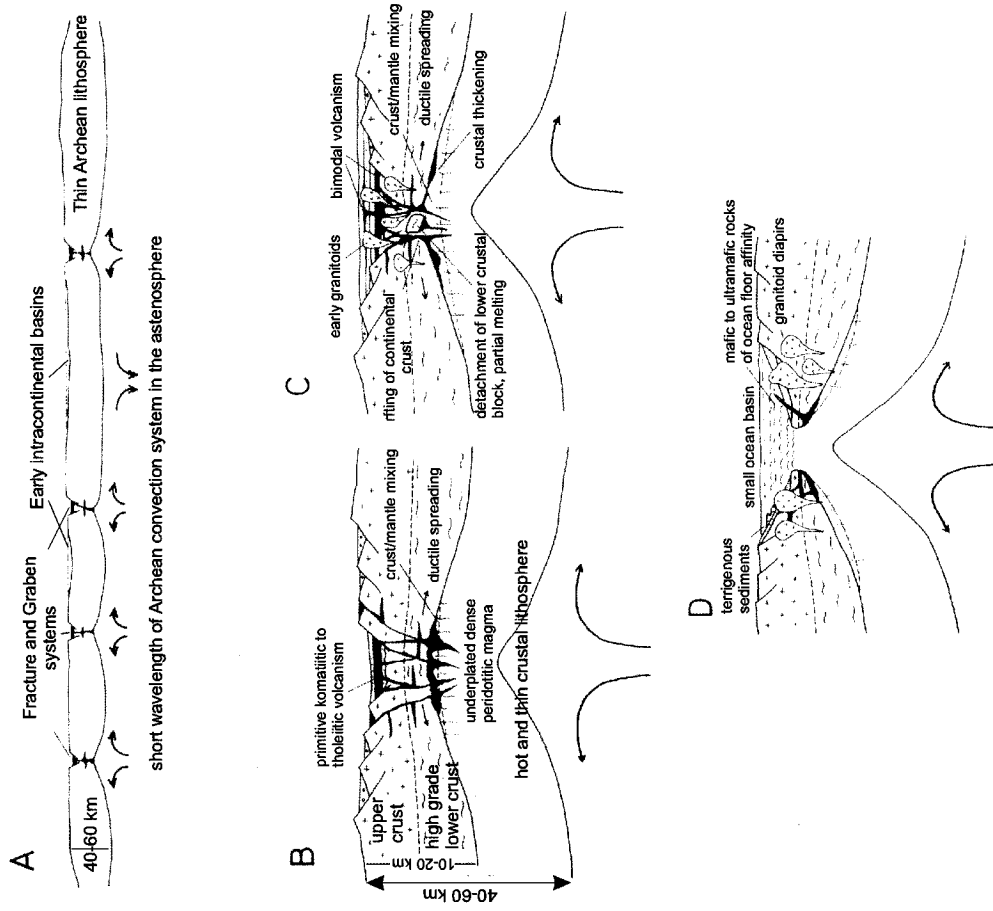 A
Fracture and Graben
systems
Early intracontinental basins
Thin Archean lithosphere
40-60 km
short wavelength of Archean convection system in the astenosphere
B
primitive komatiitic to
tholeiitic volcanism
upper
crust
high grade
lower crust
crust/mantle mixing
ductile spreading
underplated dense
peridotitic magma
hot and thin crustal lithosphere
10-20 km
40-60 km
C
early granitoids
bimodal volcanism
rifting of continental
crust
crust/mantle mixing
ductile spreading
crustal thickening
detachment of lower crustal
block, partial melting
D
terrigenous
sediments
small ocean basin
mafic to ultramafic rocks
of ocean floor affinity
granitoid diapirs